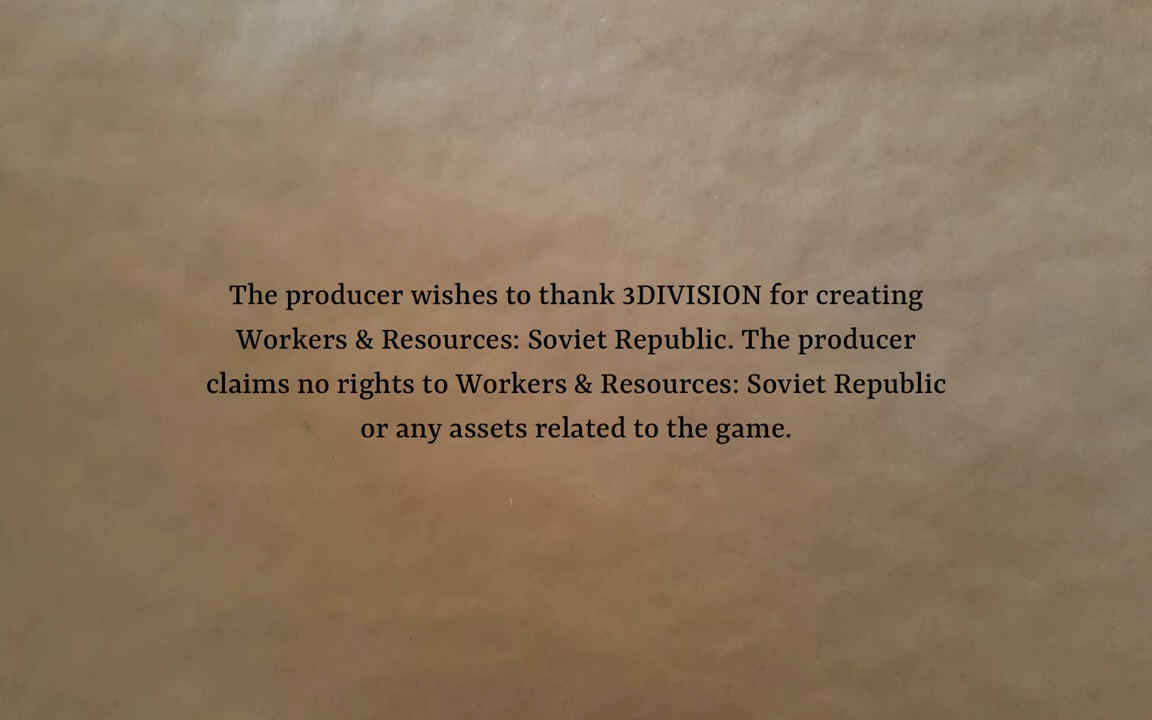 The producer wishes to thank 3DIVISION for creating
Workers & Resources: Soviet Republic. The producer
claims no rights to Workers & Resources: Soviet Republic
or any assets related to the game.